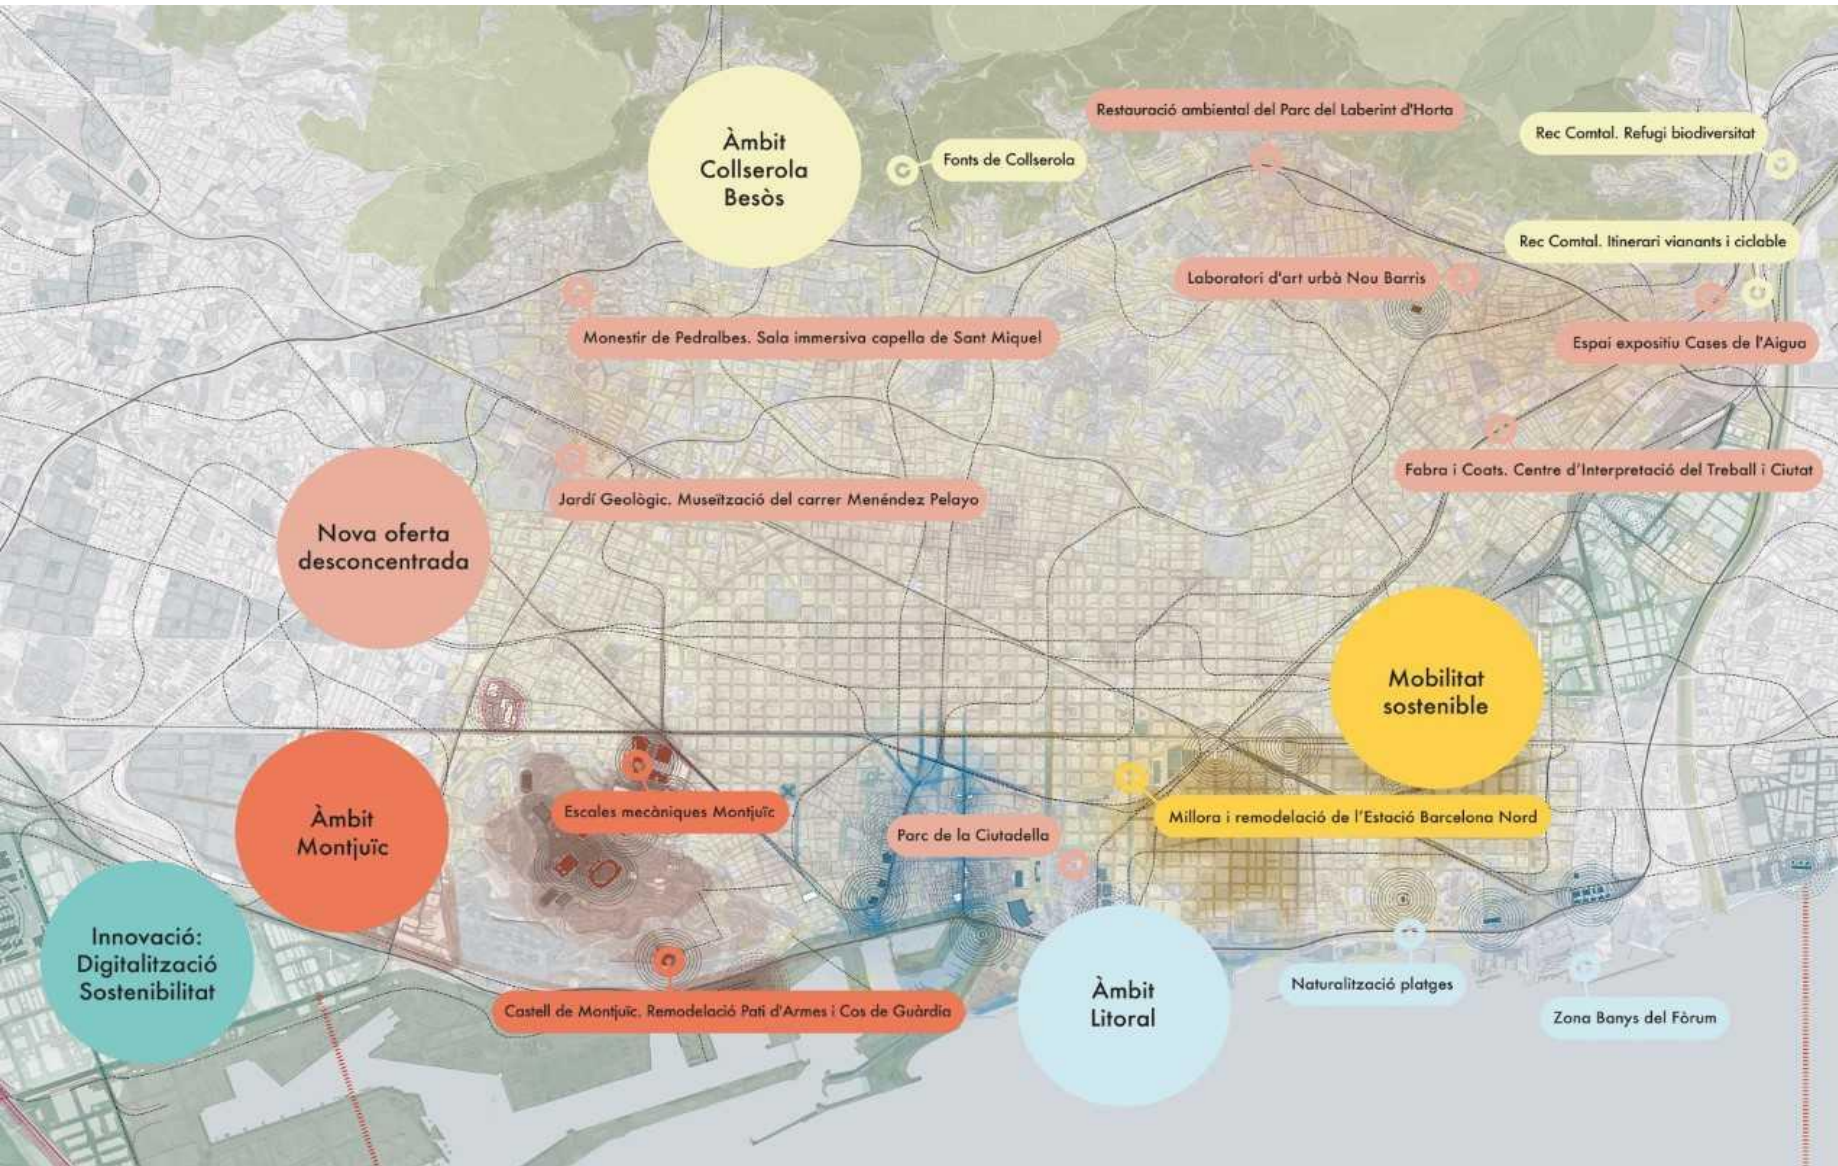 Restauració ambiental del Parc del Laberint d'Horta
Rec Comtal. Refugi biodiversitat
Àmbit
Collserola
Besòs
Fonts de Collserola
Rec Comtal. Itinerari vianants i ciclable
Laboratori d'art urbà Nou Barris
Monestir de Pedralbes. Sala immersiva capella de Sant Miquel
Espai expositiu Cases de l'Aigua
Fabra i Coats. Centre d'Interpretació del Treball i Ciutat
Jardí Geològic. Museïtzació del carrer Menéndez Pelayo
Nova oferta
desconcentrada
Mobilitat
sostenible
Escales mecàniques Montjuïc
Millora i remodelació de l'Estació Barcelona Nord
Àmbit
Montjuïc
Parc de la Ciutadella
Innovació:
Digitalització
Sostenibilitat
Naturalització platges
Àmbit
Litoral
Castell de Montjuïc. Remodelació Pati d'Armes i Cos de Guàrdia
Zona Banys del Fòrum